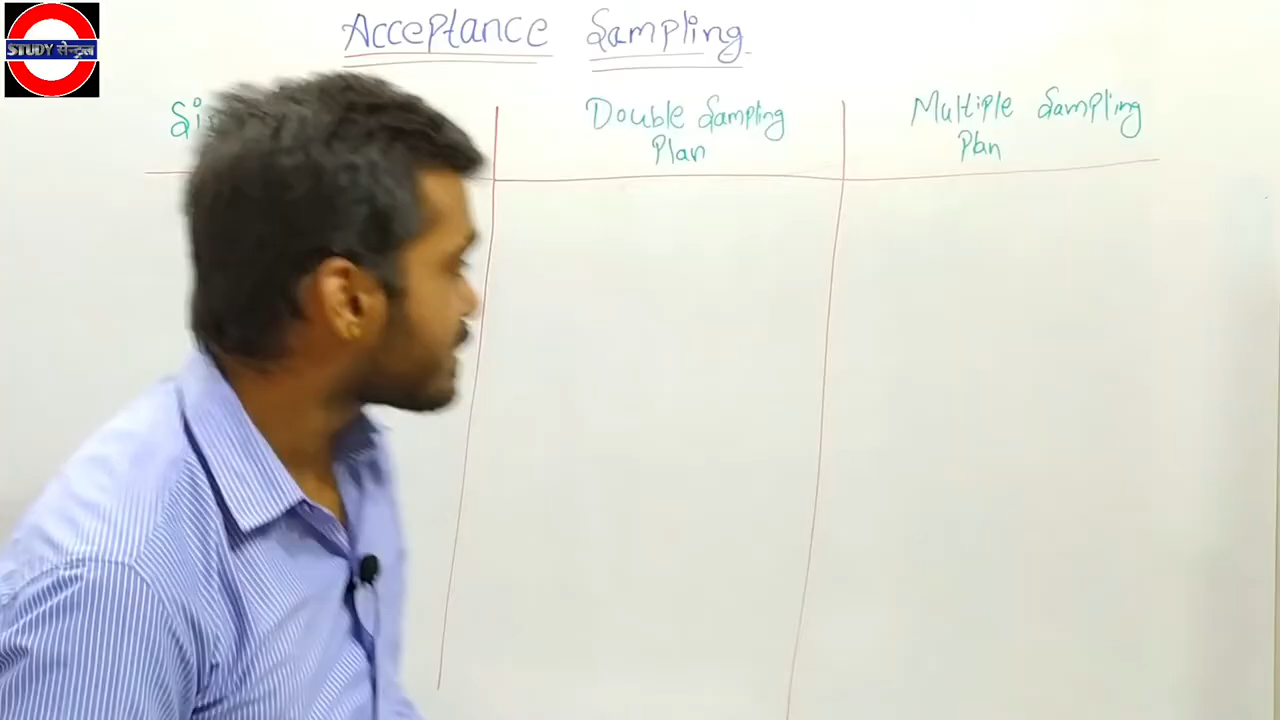 STUDY सेन्ट्रल
Acceptance Sampling
Double Sampling
Plan
Multiple Sampling
Plan